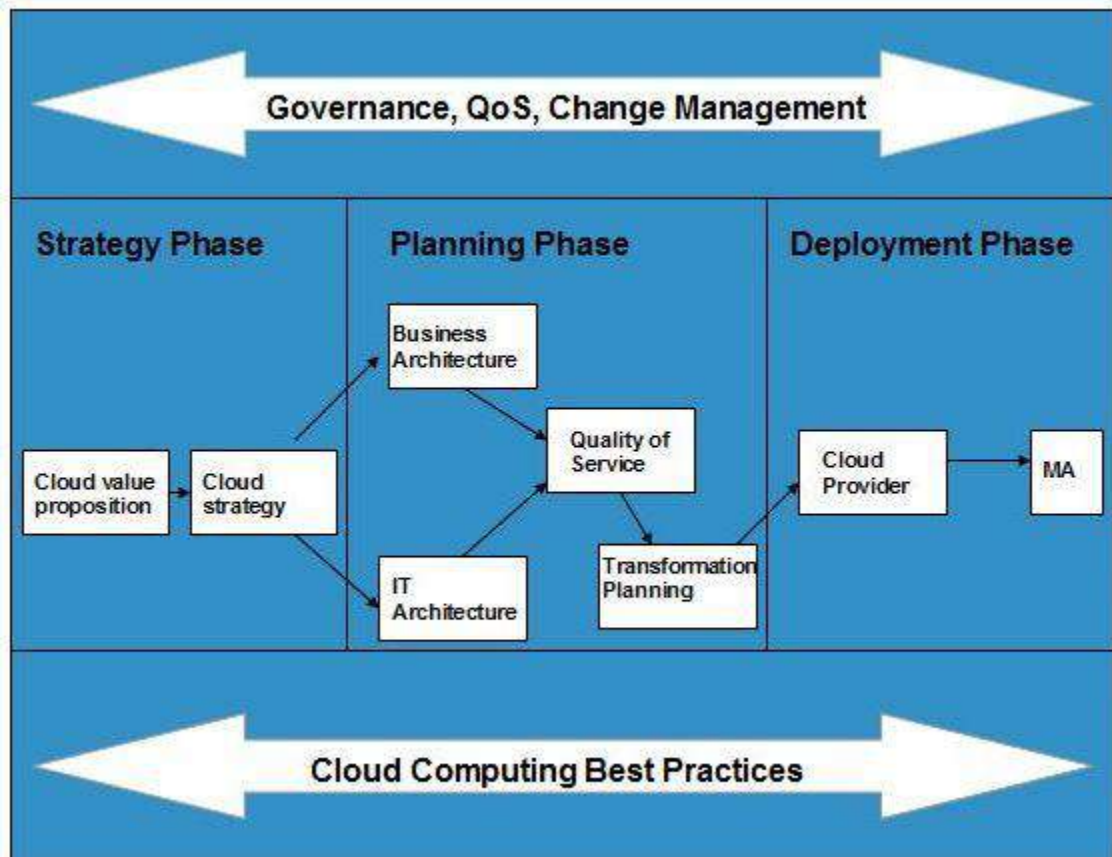 Governance, QoS, Change Management
Strategy Phase
Planning Phase
Deployment Phase
Business
Architecture
Quality of
Service
Cloud
Provider
MA
Cloud value
proposition
Cloud
strategy
IT
Architecture
Transformation
Planning
Cloud Computing Best Practices